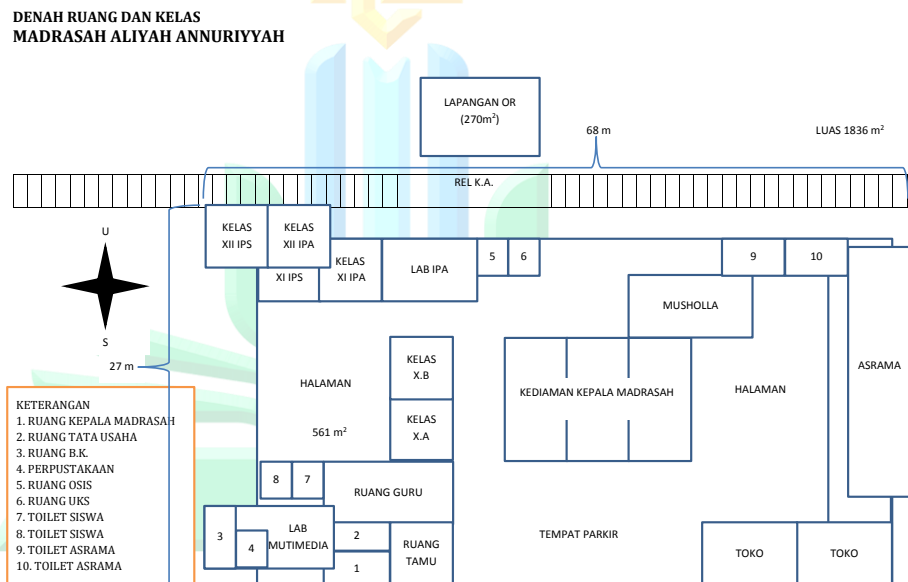 DENAH RUANG DAN KELAS
MADRASAH ALIYAH ANNURIYYAH
LAPANGAN OR
(270m²)
68 m
LUAS 1836 m²
REL K.A.
KELAS
XII IPS
KELAS
XII IPA
U
S
27 m
XI IPS
KELAS
XI IPA
LAB IPA
5
6
9
10
MUSHOLLA
ASRAMA
KELAS
X.B
HALAMAN
KEDIAMAN KEPALA MADRASAH
HALAMAN
KELAS
X.A
561 m²
KETERANGAN
1. RUANG KEPALA MADRASAH
2. RUANG TATA USAHA
3. RUANG B.K.
4. PERPUSTAKAAN
5. RUANG OSIS
6. RUANG UKS
7. TOILET SISWA
8. TOILET SISWA
9. TOILET ASRAMA
10. TOILET ASRAMA
8
7
RUANG GURU
3
4
LAB
MUTIMEDIA
2
1
RUANG
TAMU
TEMPAT PARKIR
TOKO
TOKO